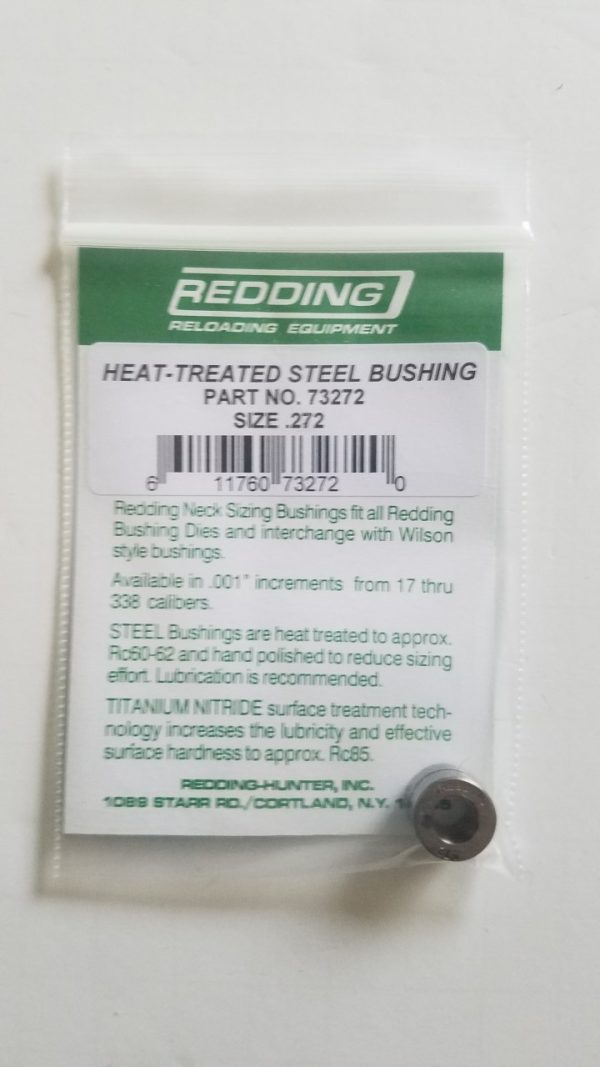 REDDING
RELOADING EQUIPMENT
HEAT-TREATED STEEL BUSHING
PART NO. 73272
SIZE .272
6 11760 73272 0
Redding Neck Sizing Bushings fit all Redding
Bushing Dies and interchange with Wilson
style bushings.
Available in .001" increments from 17 thru
338 calibers.
STEEL Bushings are heat treated to approx.
Rc60-62 and hand polished to reduce sizing
effort. Lubrication is recommended.
TITANIUM NITRIDE surface treatment tech-
nology increases the lubricity and effective
surface hardness to approx. Rc85.
REDDING-HUNTER, INC.
1089 STARR RD./CORTLAND, N.Y.